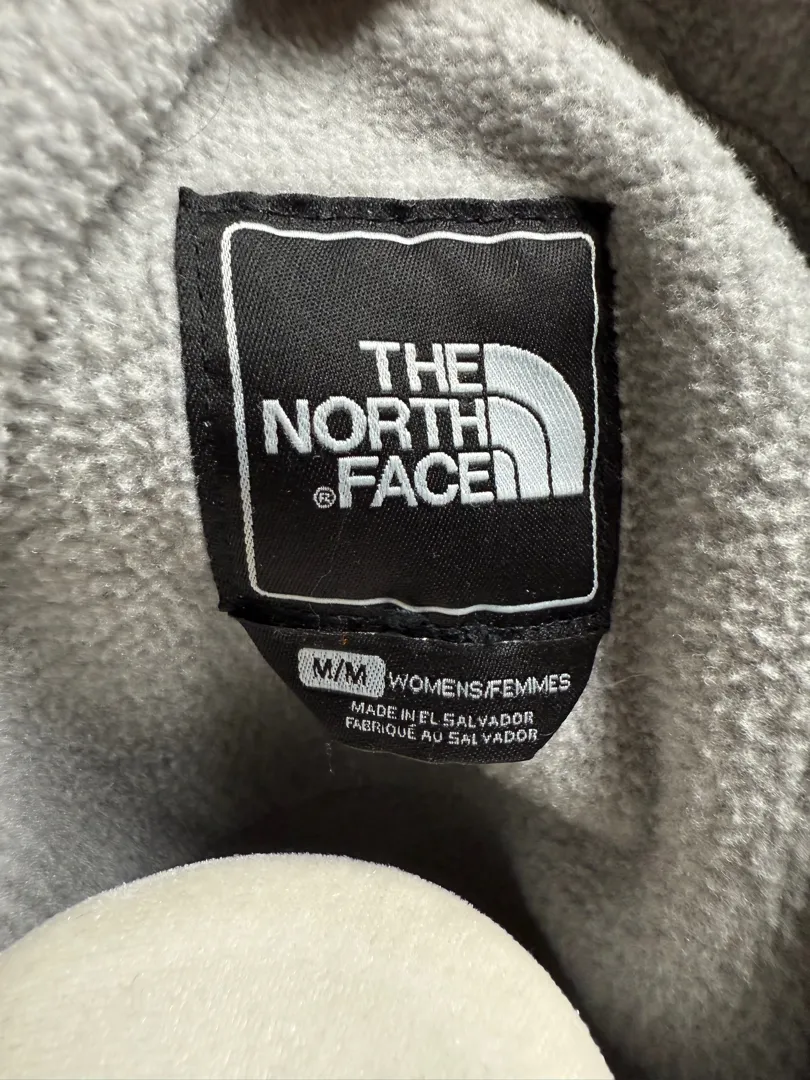 THE
NORTH
®FACE
M/M WOMENS/FEMMES
MADE IN EL SALVADOR
FABRIQUÉ AU SALVADOR